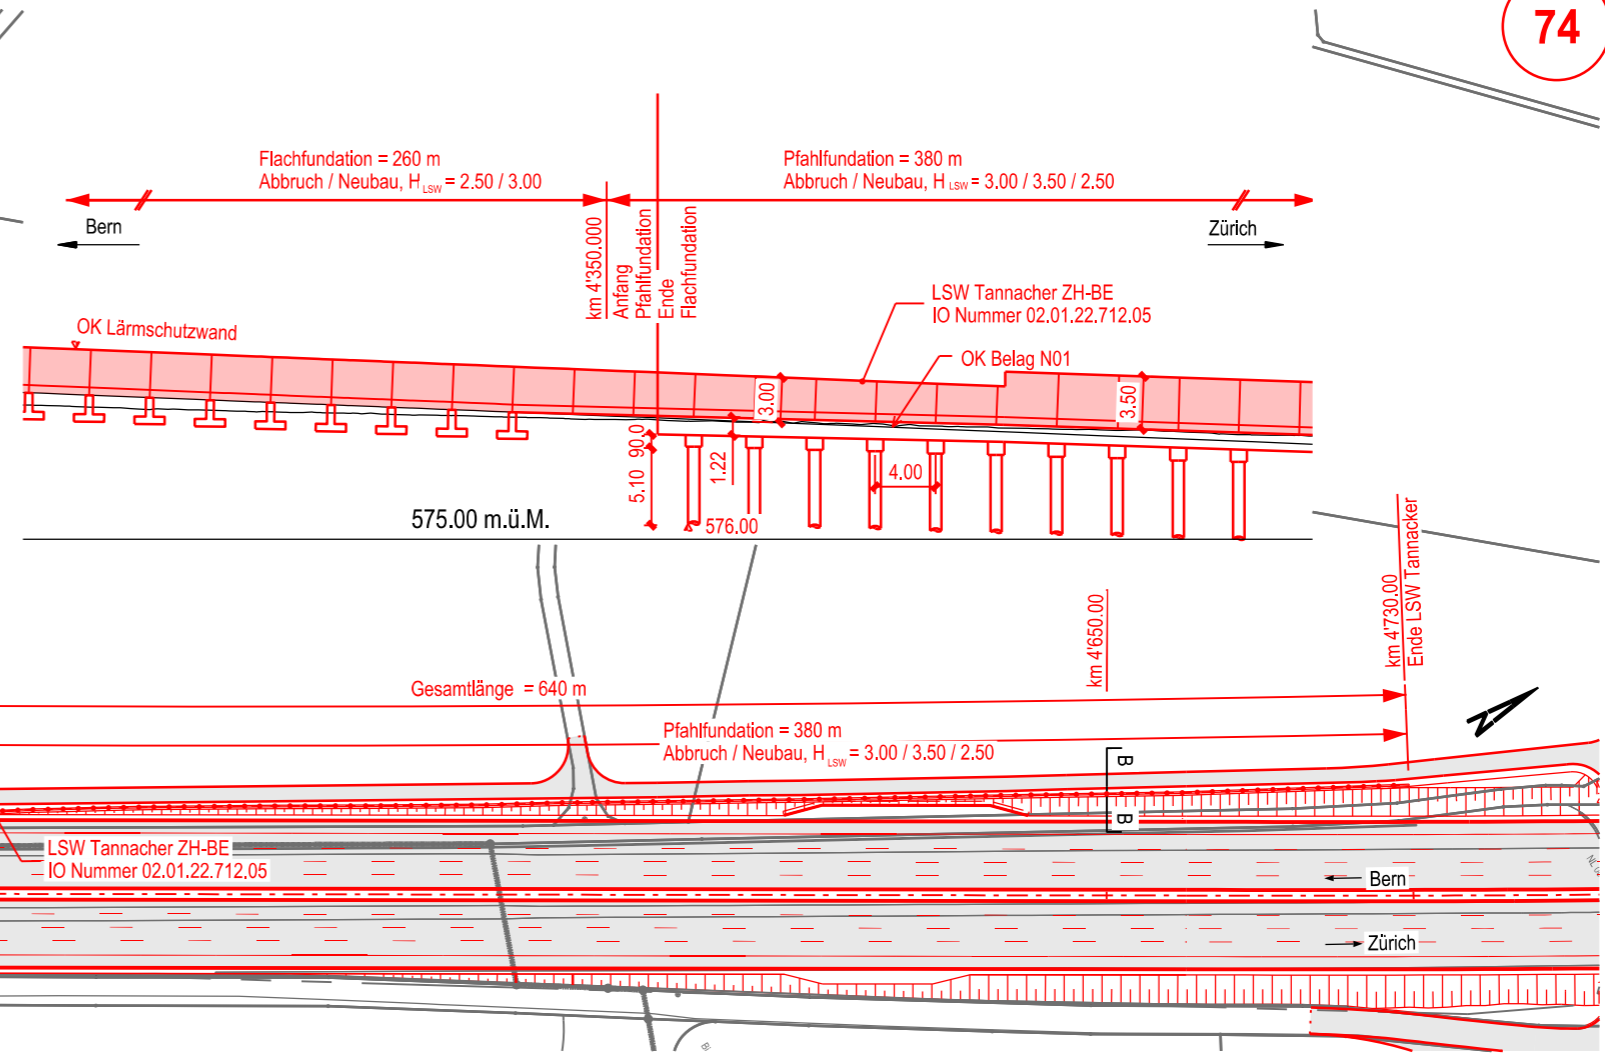 74
Flachfundation = 260 m
Abbruch / Neubau, H LSW = 2.50 / 3.00
Pfahlfundation = 380 m
Abbruch / Neubau, H LSW = 3.00 / 3.50 / 2.50
Bern
Zürich
km 4'350.000
Anfang
Pfahlfundation
Ende
Flachfundation
LSW Tannacher ZH-BE
IO Nummer 02.01.22.712.05
OK Lärmschutzwand
OK Belag N01
3.00
3.50
90.0
5.10
1.22
4.00
576.00
575.00 m.ü.M.
km 4'650.00
km 4'730.00
Ende LSW Tannacker
Gesamtlänge = 640 m
Pfahlfundation = 380 m
Abbruch / Neubau, H LSW = 3.00 / 3.50 / 2.50
B
B
LSW Tannacher ZH-BE
IO Nummer 02.01.22.712.05
Bern
Zürich